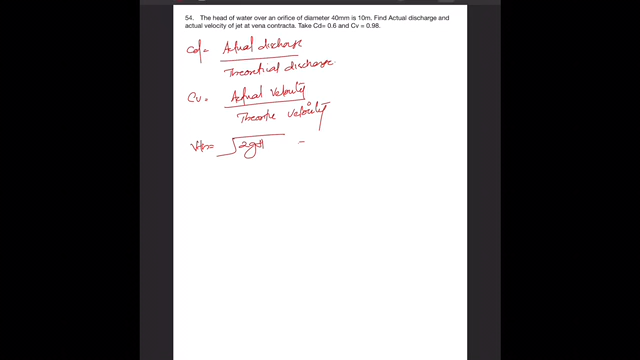 54. The head of water over an orifice of diameter 40mm is 10m. Find Actual discharge and
actual velocity of jet at vena contracta. Take Cd= 0.6 and Cv = 0.98.
Cd = Actual discharge
Theoretical discharge.
Cv = Actual Velocity
Theoretic velocity
Vth = √2gH =